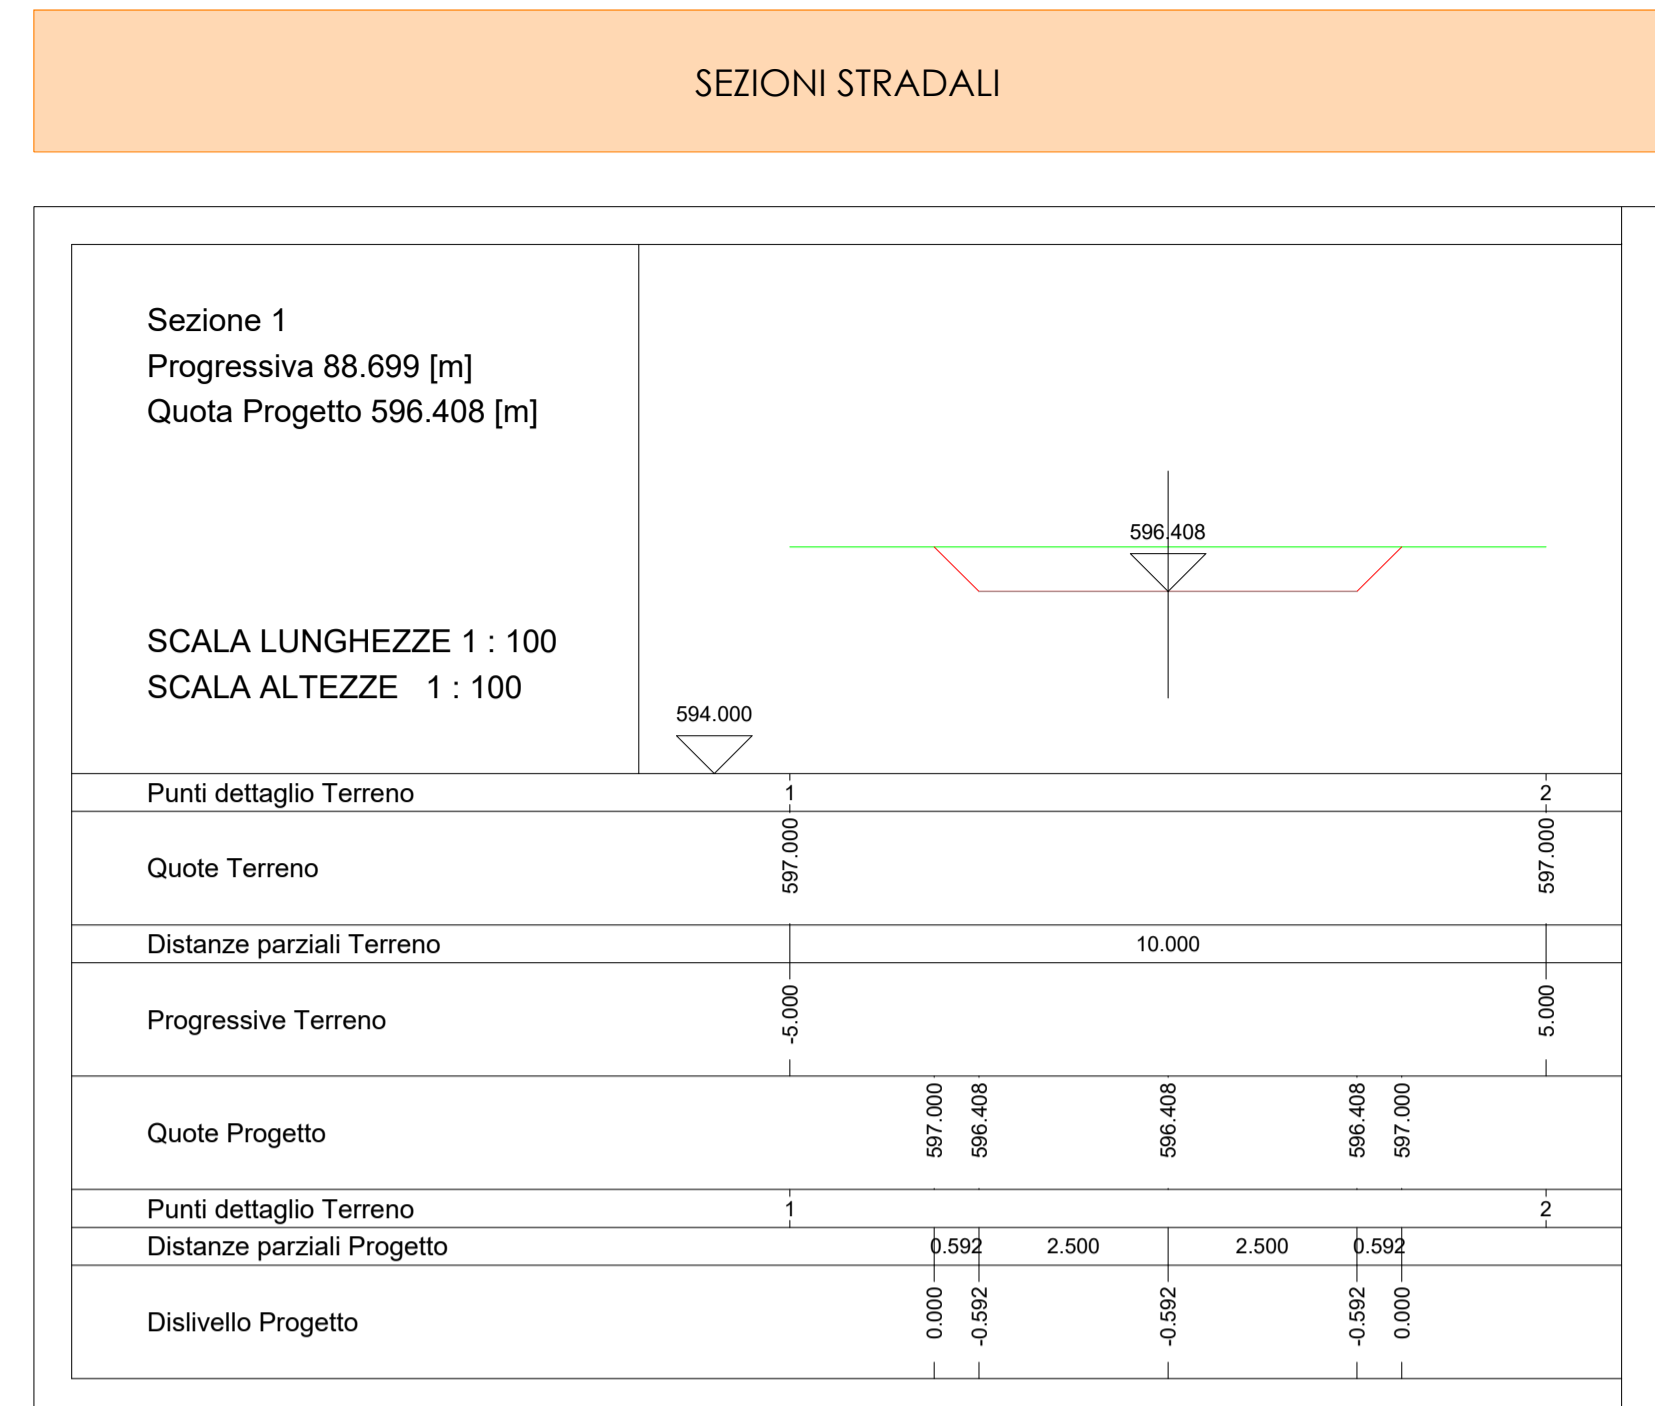 SEZIONI STRADALI
Sezione 1
Progressiva 88.699 [m]
Quota Progetto 596.408 [m]
596.408
SCALA LUNGHEZZE 1 : 100
SCALA ALTEZZE 1 : 100
594.000
Punti dettaglio Terreno 1 2
Quote Terreno 597.000 597.000
Distanze parziali Terreno 10.000
Progressive Terreno -5.000 5.000
Quote Progetto 597.000 596.408 596.408 596.408 597.000
Punti dettaglio Terreno 1 2
Distanze parziali Progetto 0.592 2.500 2.500 0.592
Dislivello Progetto 0.000 -0.592 -0.592 -0.592 0.000